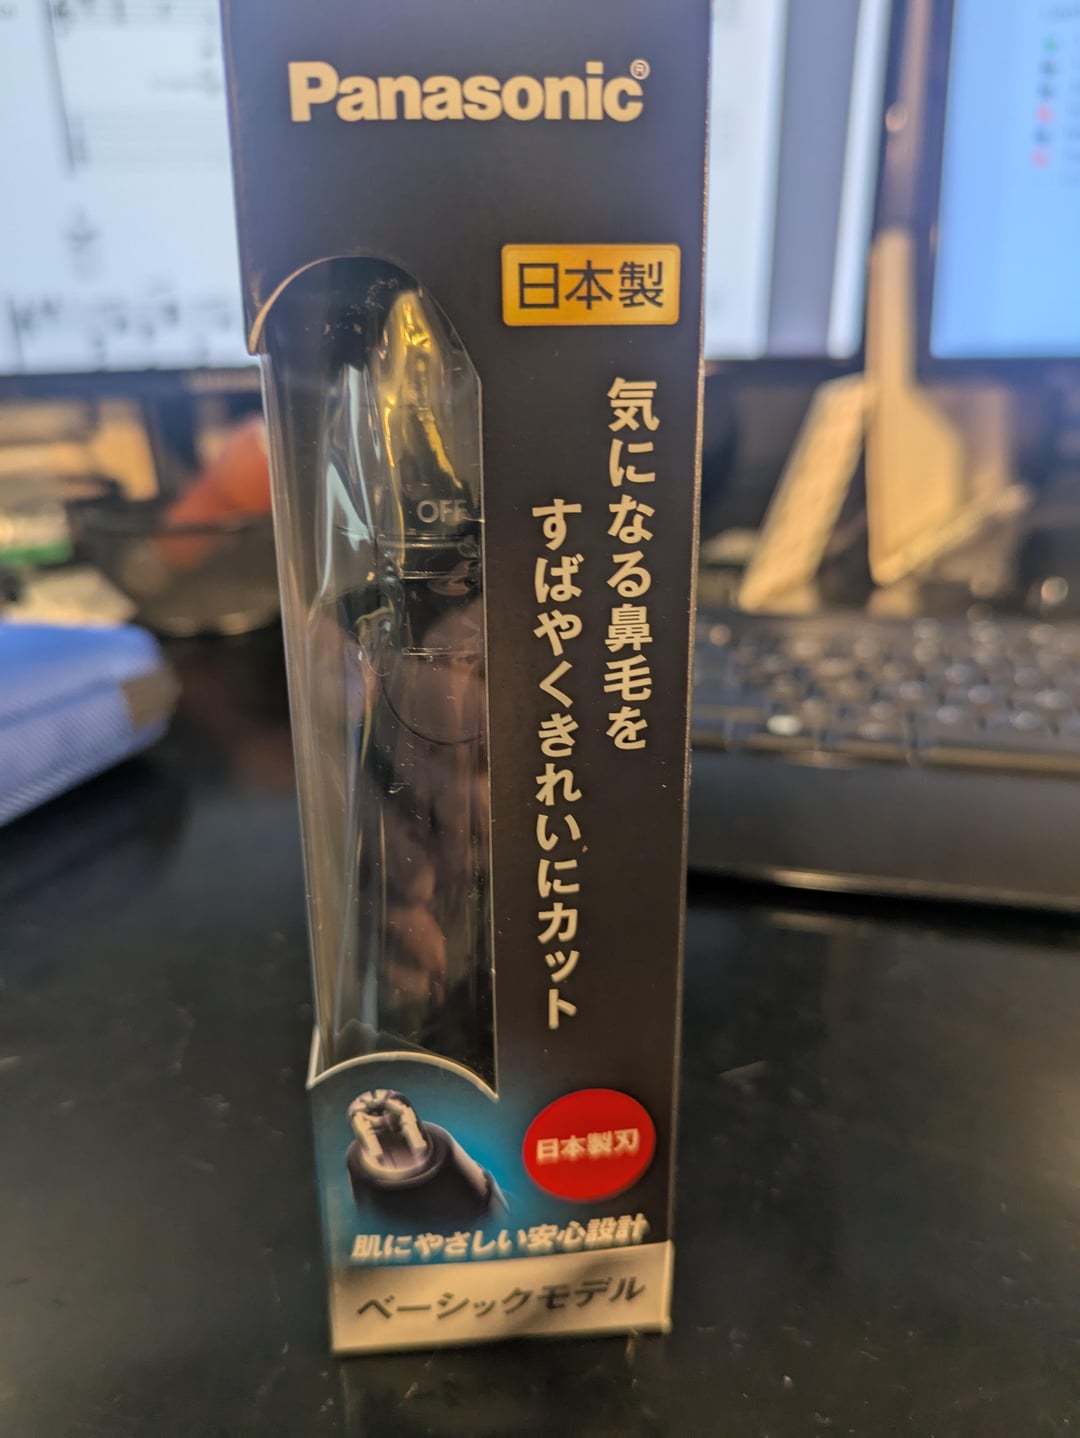 Panasonic®
日本製
気になる鼻毛を
すばやくきれいにカット
OFF
日本製刃
肌にやさしい安心設計
ベーシックモデル